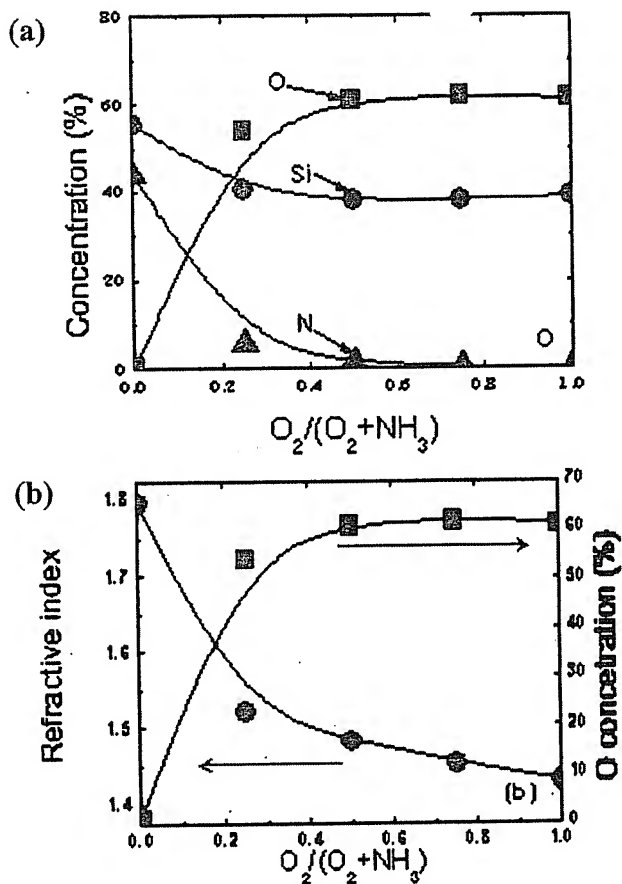 (a)
80
60
40
20
0
Concentration (%)
O
Si
N
O
0.0 0.2 0.4 0.6 0.8 1.0
O₂/(O₂+NH₃)
(b)
1.8
1.7
1.6
1.5
1.4
Refractive index
70
60
50
40
30
20
10
0
O concetration (%)
(b)
0.0 0.2 0.4 0.6 0.8 1.0
O₂/(O₂+NH₃)